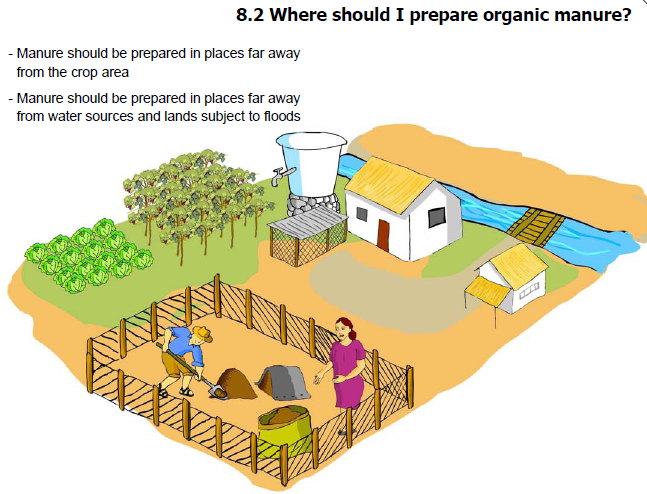 8.2 Where should I prepare organic manure?
- Manure should be prepared in places far away
from the crop area
- Manure should be prepared in places far away
from water sources and lands subject to floods